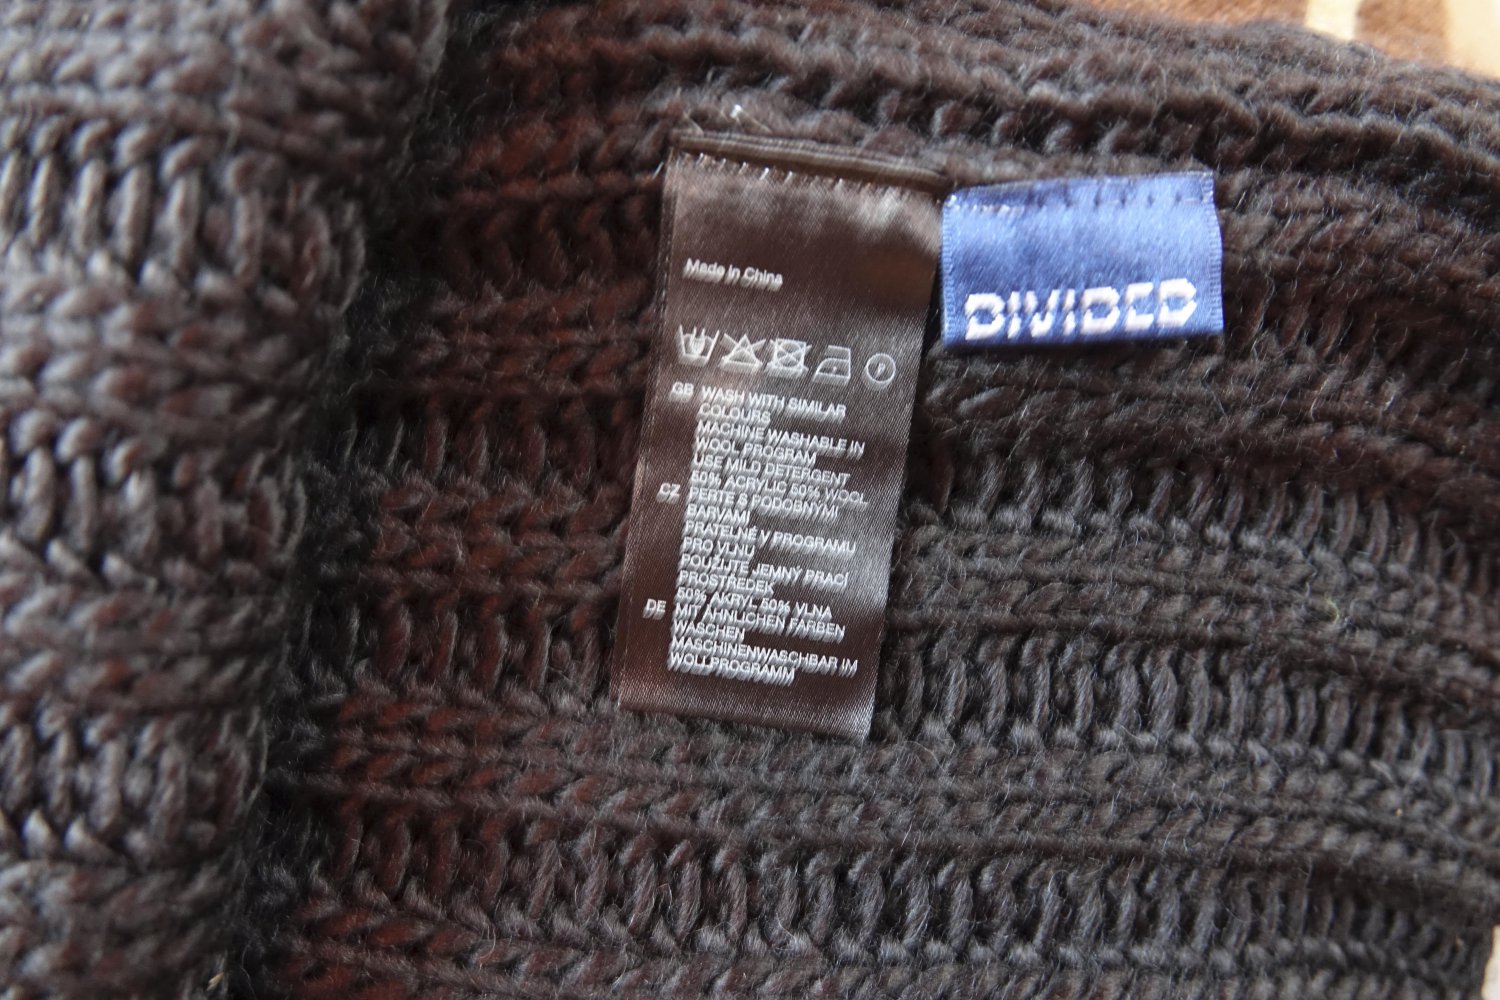 Made in China
DIVIDED
P
GB WASH WITH SIMILAR
COLOURS
MACHINE WASHABLE IN
WOOL PROGRAM
USE MILD DETERGENT
50% ACRYLIC 50% WOOL
CZ PERTE S PODOBNÝMI
BARVAMI
PRATELNÉ V PROGRAMU
PRO VLNU
POUŽIJTE JEMNÝ PRACÍ
PROSTŘEDEK
50% AKRYL 50% VLNA
DE MIT ÄHNLICHEN FARBEN
WASCHEN
MASCHINENWASCHBAR IM
WOLLPROGRAMM